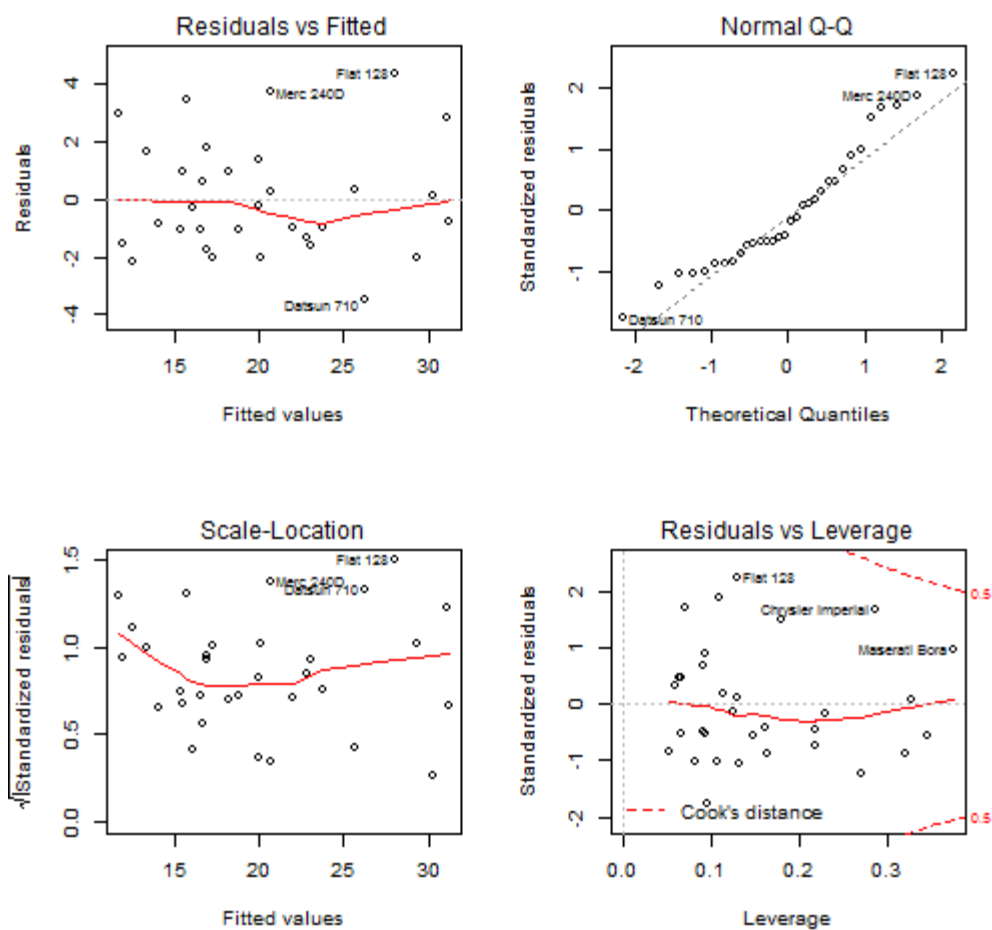 Residuals vs Fitted
Residuals
4
2
0
-2
-4
Fiat 128
Merc 240D
Datsun 710
15 20 25 30
Fitted values
Normal Q-Q
Standardized residuals
2
1
0
-1
Fiat 128
Merc 240D
Datsun 710
-2 -1 0 1 2
Theoretical Quantiles
Scale-Location
√|Standardized residuals|
1.5
1.0
0.5
0.0
Fiat 128
Merc 240D
Datsun 710
15 20 25 30
Fitted values
Residuals vs Leverage
Standardized residuals
2
1
0
-1
-2
Fiat 128
Chrysler Imperial
Maserati Bora
0.5
0.5
Cook's distance
0.0 0.1 0.2 0.3
Leverage